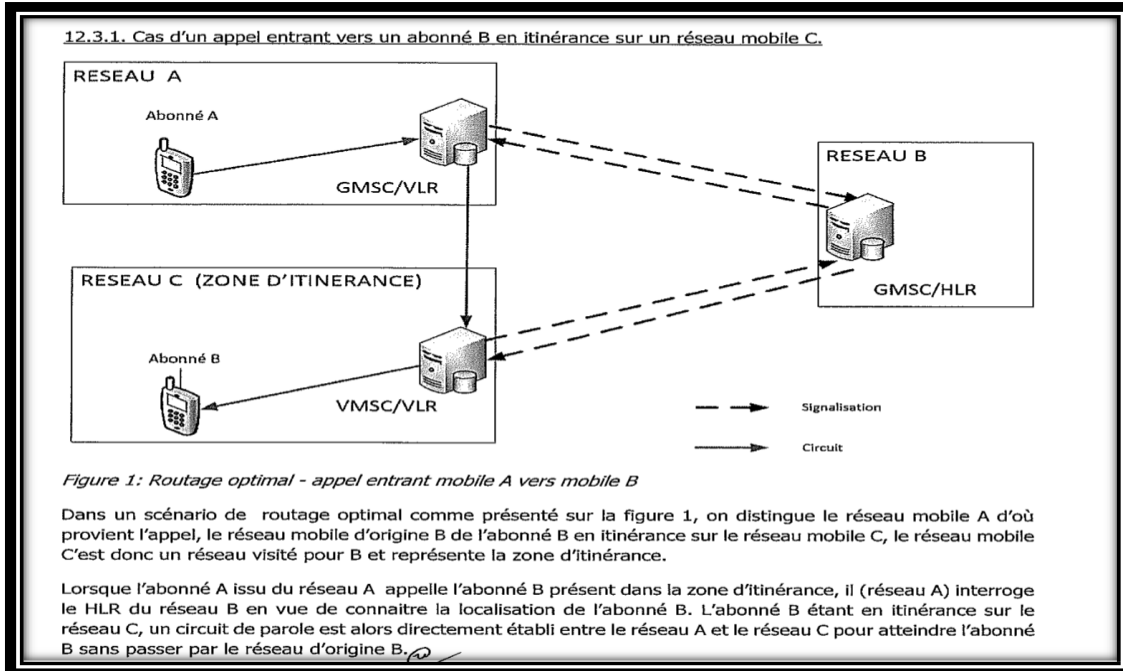 12.3.1. Cas d'un appel entrant vers un abonné B en itinérance sur un réseau mobile C.
RESEAU A
Abonné A
GMSC/VLR
RESEAU B
GMSC/HLR
RESEAU C (ZONE D'ITINERANCE)
Abonné B
VMSC/VLR
Signalisation
Circuit
Figure 1: Routage optimal - appel entrant mobile A vers mobile B
Dans un scénario de routage optimal comme présenté sur la figure 1, on distingue le réseau mobile A d'où
provient l'appel, le réseau mobile d'origine B de l'abonné B en itinérance sur le réseau mobile C, le réseau mobile
C'est donc un réseau visité pour B et représente la zone d'itinérance.
Lorsque l'abonné A issu du réseau A appelle l'abonné B présent dans la zone d'itinérance, il (réseau A) interroge
le HLR du réseau B en vue de connaitre la localisation de l'abonné B. L'abonné B étant en itinérance sur le
réseau C, un circuit de parole est alors directement établi entre le réseau A et le réseau C pour atteindre l'abonné
B sans passer par le réseau d'origine B.